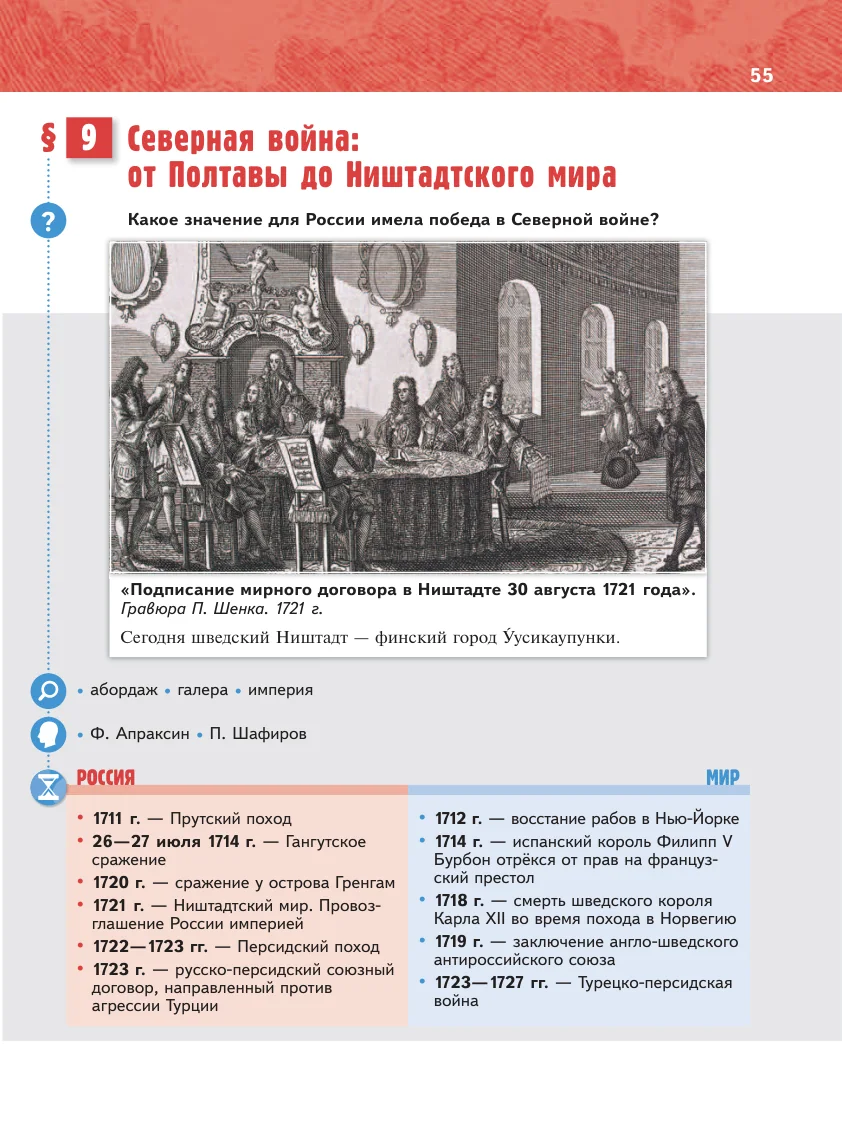 55
§ 9 Северная война:
от Полтавы до Ништадтского мира
? Какое значение для России имела победа в Северной войне?
«Подписание мирного договора в Ништадте 30 августа 1721 года».
Гравюра П. Шенка. 1721 г.
Сегодня шведский Ништадт — финский город У́усикаупунки.
• абордаж • галера • империя
• Ф. Апраксин • П. Шафиров
РОССИЯ
• 1711 г. — Прутский поход
• 26—27 июля 1714 г. — Гангутское
сражение
• 1720 г. — сражение у острова Гренгам
• 1721 г. — Ништадтский мир. Провоз-
глашение России империей
• 1722—1723 гг. — Персидский поход
• 1723 г. — русско-персидский союзный
договор, направленный против
агрессии Турции
МИР
• 1712 г. — восстание рабов в Нью-Йорке
• 1714 г. — испанский король Филипп V
Бурбон отрёкся от прав на француз-
ский престол
• 1718 г. — смерть шведского короля
Карла XII во время похода в Норвегию
• 1719 г. — заключение англо-шведского
антироссийского союза
• 1723—1727 гг. — Турецко-персидская
война